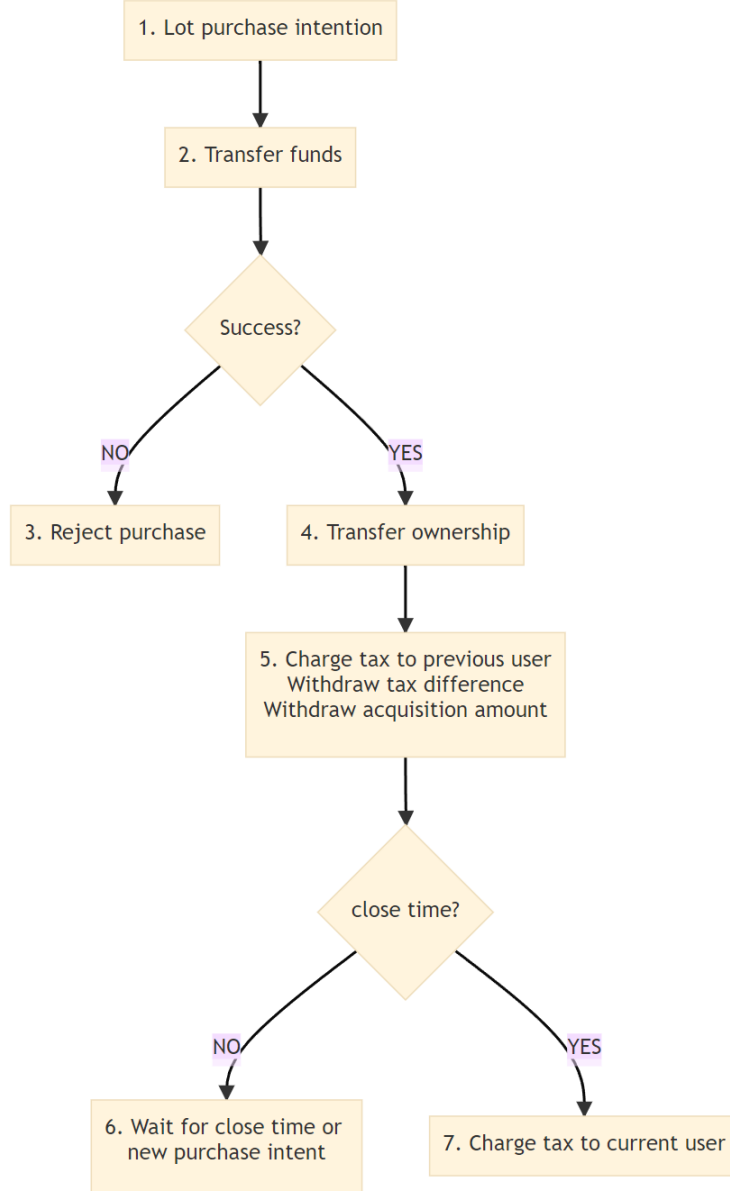 1. Lot purchase intention
2. Transfer funds
Success?
NO
YES
3. Reject purchase
4. Transfer ownership
5. Charge tax to previous user
Withdraw tax difference
Withdraw acquisition amount
close time?
NO
YES
6. Wait for close time or
new purchase intent
7. Charge tax to current user